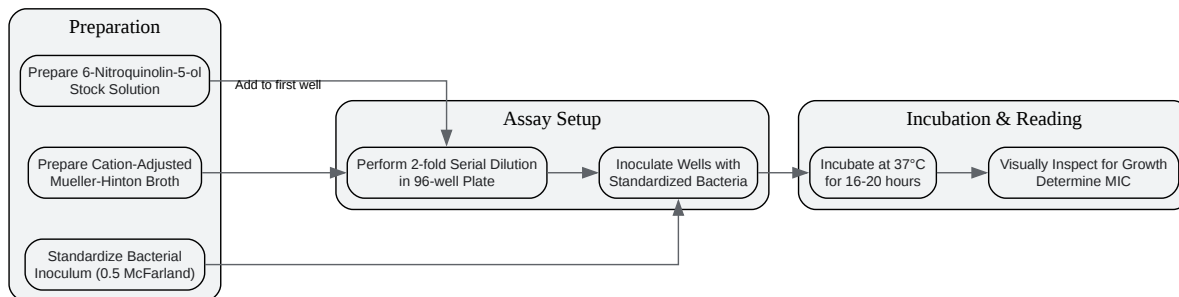 Preparation
Prepare 6-Nitroquinolin-5-ol
Stock Solution
Add to first well
Prepare Cation-Adjusted
Mueller-Hinton Broth
Standardize Bacterial
Inoculum (0.5 McFarland)
Assay Setup
Perform 2-fold Serial Dilution
in 96-well Plate
Inoculate Wells with
Standardized Bacteria
Incubation & Reading
Incubate at 37°C
for 16-20 hours
Visually Inspect for Growth
Determine MIC